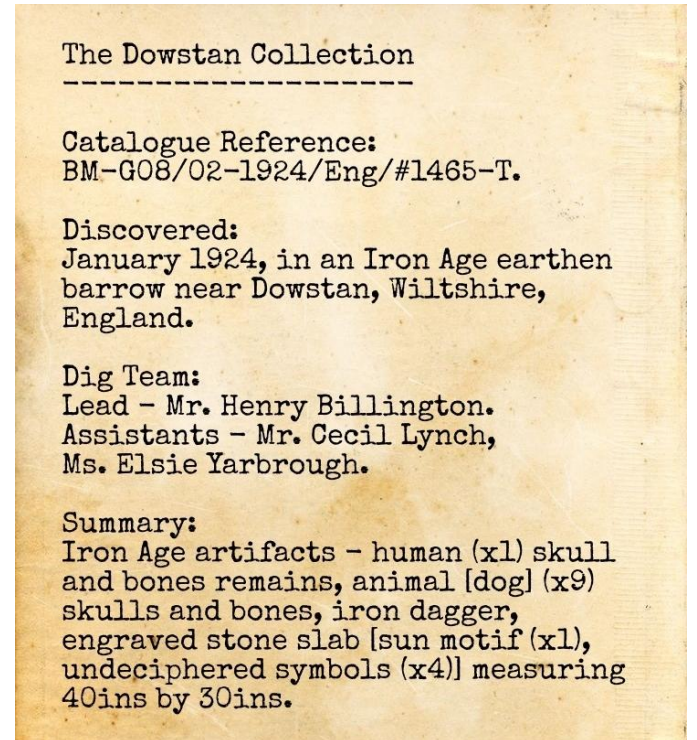 The Dowstan Collection
--------------------
Catalogue Reference:
BM-G08/02-1924/Eng/#1465-T.
Discovered:
January 1924, in an Iron Age earthen
barrow near Dowstan, Wiltshire,
England.
Dig Team:
Lead - Mr. Henry Billington.
Assistants - Mr. Cecil Lynch,
Ms. Elsie Yarbrough.
Summary:
Iron Age artifacts - human (x1) skull
and bones remains, animal [dog] (x9)
skulls and bones, iron dagger,
engraved stone slab [sun motif (x1),
undeciphered symbols (x4)] measuring
40ins by 30ins.